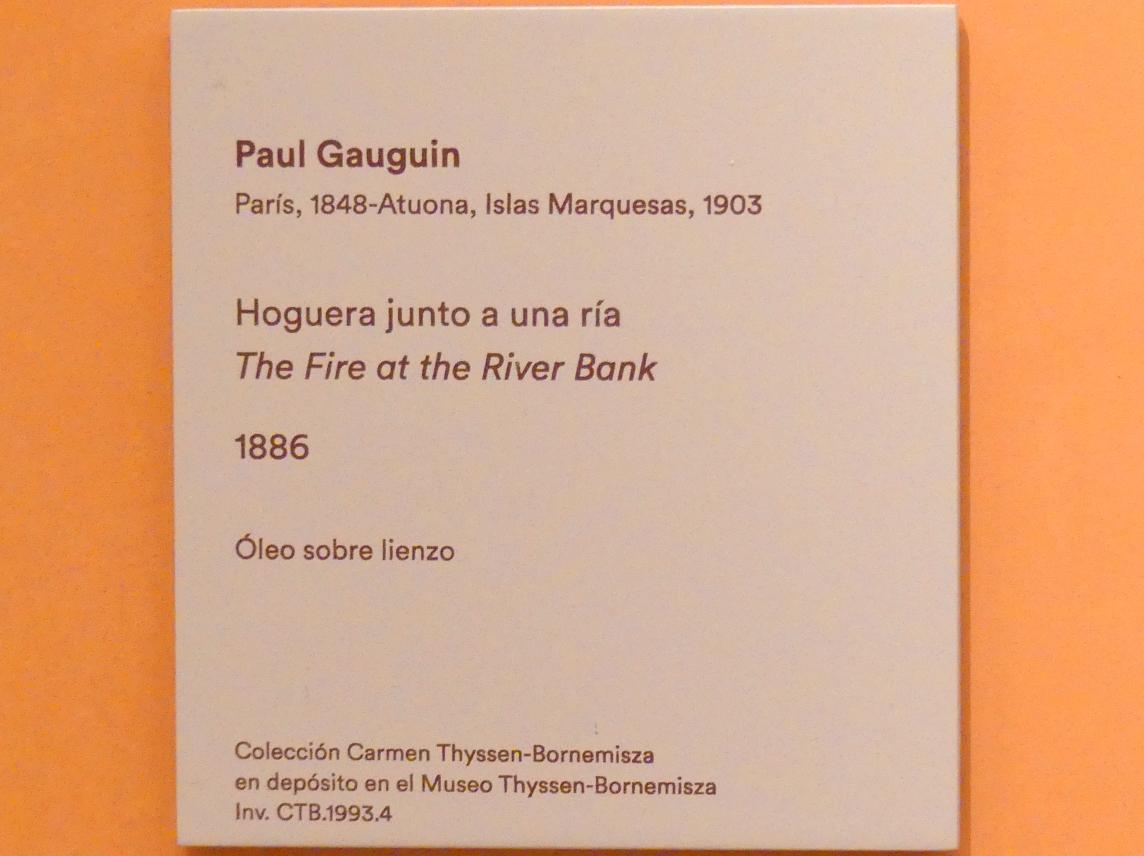 Paul Gauguin
París, 1848-Atuona, Islas Marquesas, 1903
Hoguera junto a una ría
The Fire at the River Bank
1886
Óleo sobre lienzo
Colección Carmen Thyssen-Bornemisza
en depósito en el Museo Thyssen-Bornemisza
Inv. CTB.1993.4